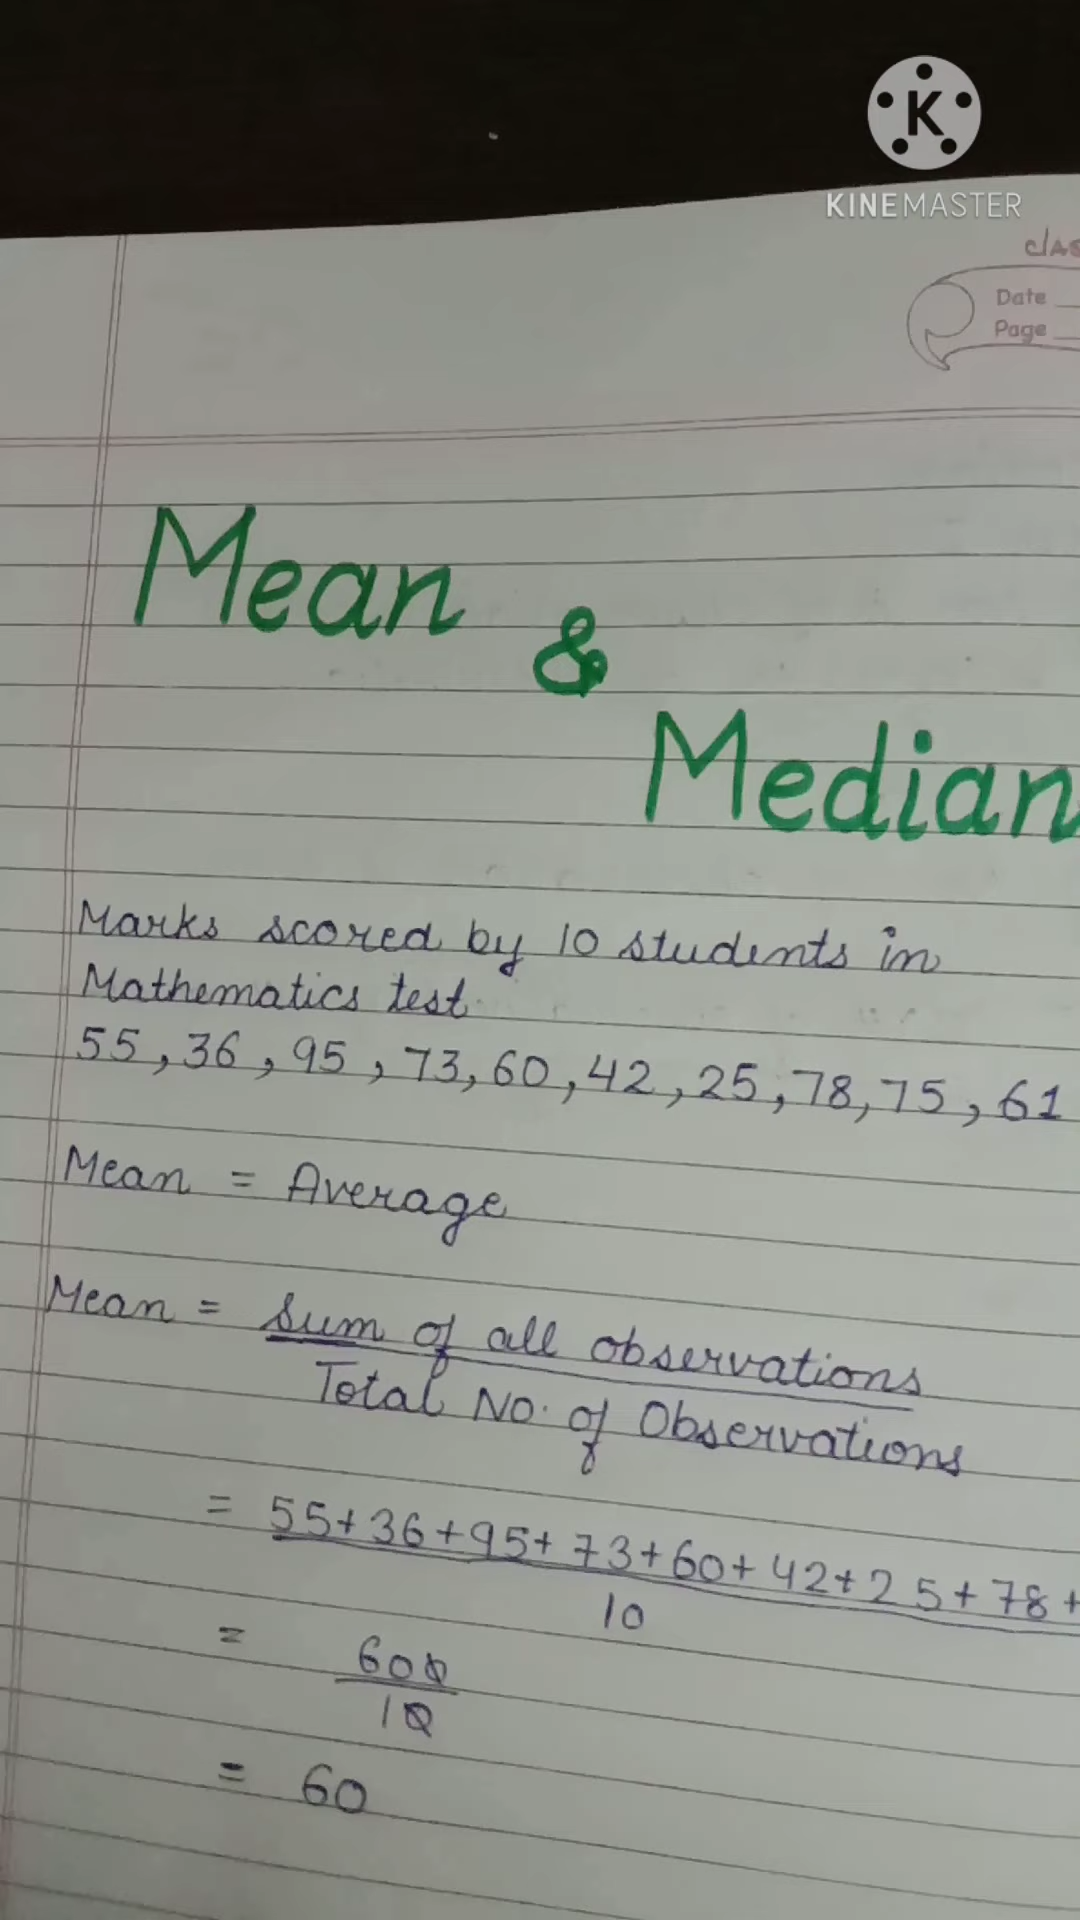 K
KINEMASTER
Date
Page
Mean
&
Median
Marks scored by 10 students in
Mathematics test
55, 36, 95, 73, 60, 42, 25, 78, 75, 61
Mean = Average
Mean = Sum of all observations
Total No. of Observations
= 55+36+95+73+60+42+25+78+
10
= 600
10
= 60